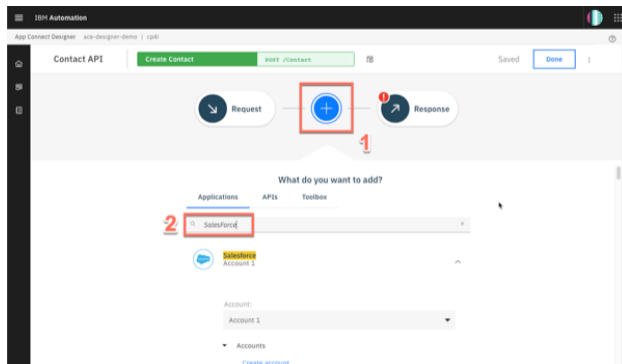 IBM Automation
App Connect Designer ace-designer-demo | cp4i
Contact API Create Contact POST /Contact Saved Done
Request Response
1
What do you want to add?
Applications APIs Toolbox
2
SalesForce
Salesforce
Account 1
Account:
Account 1
Accounts
Create account